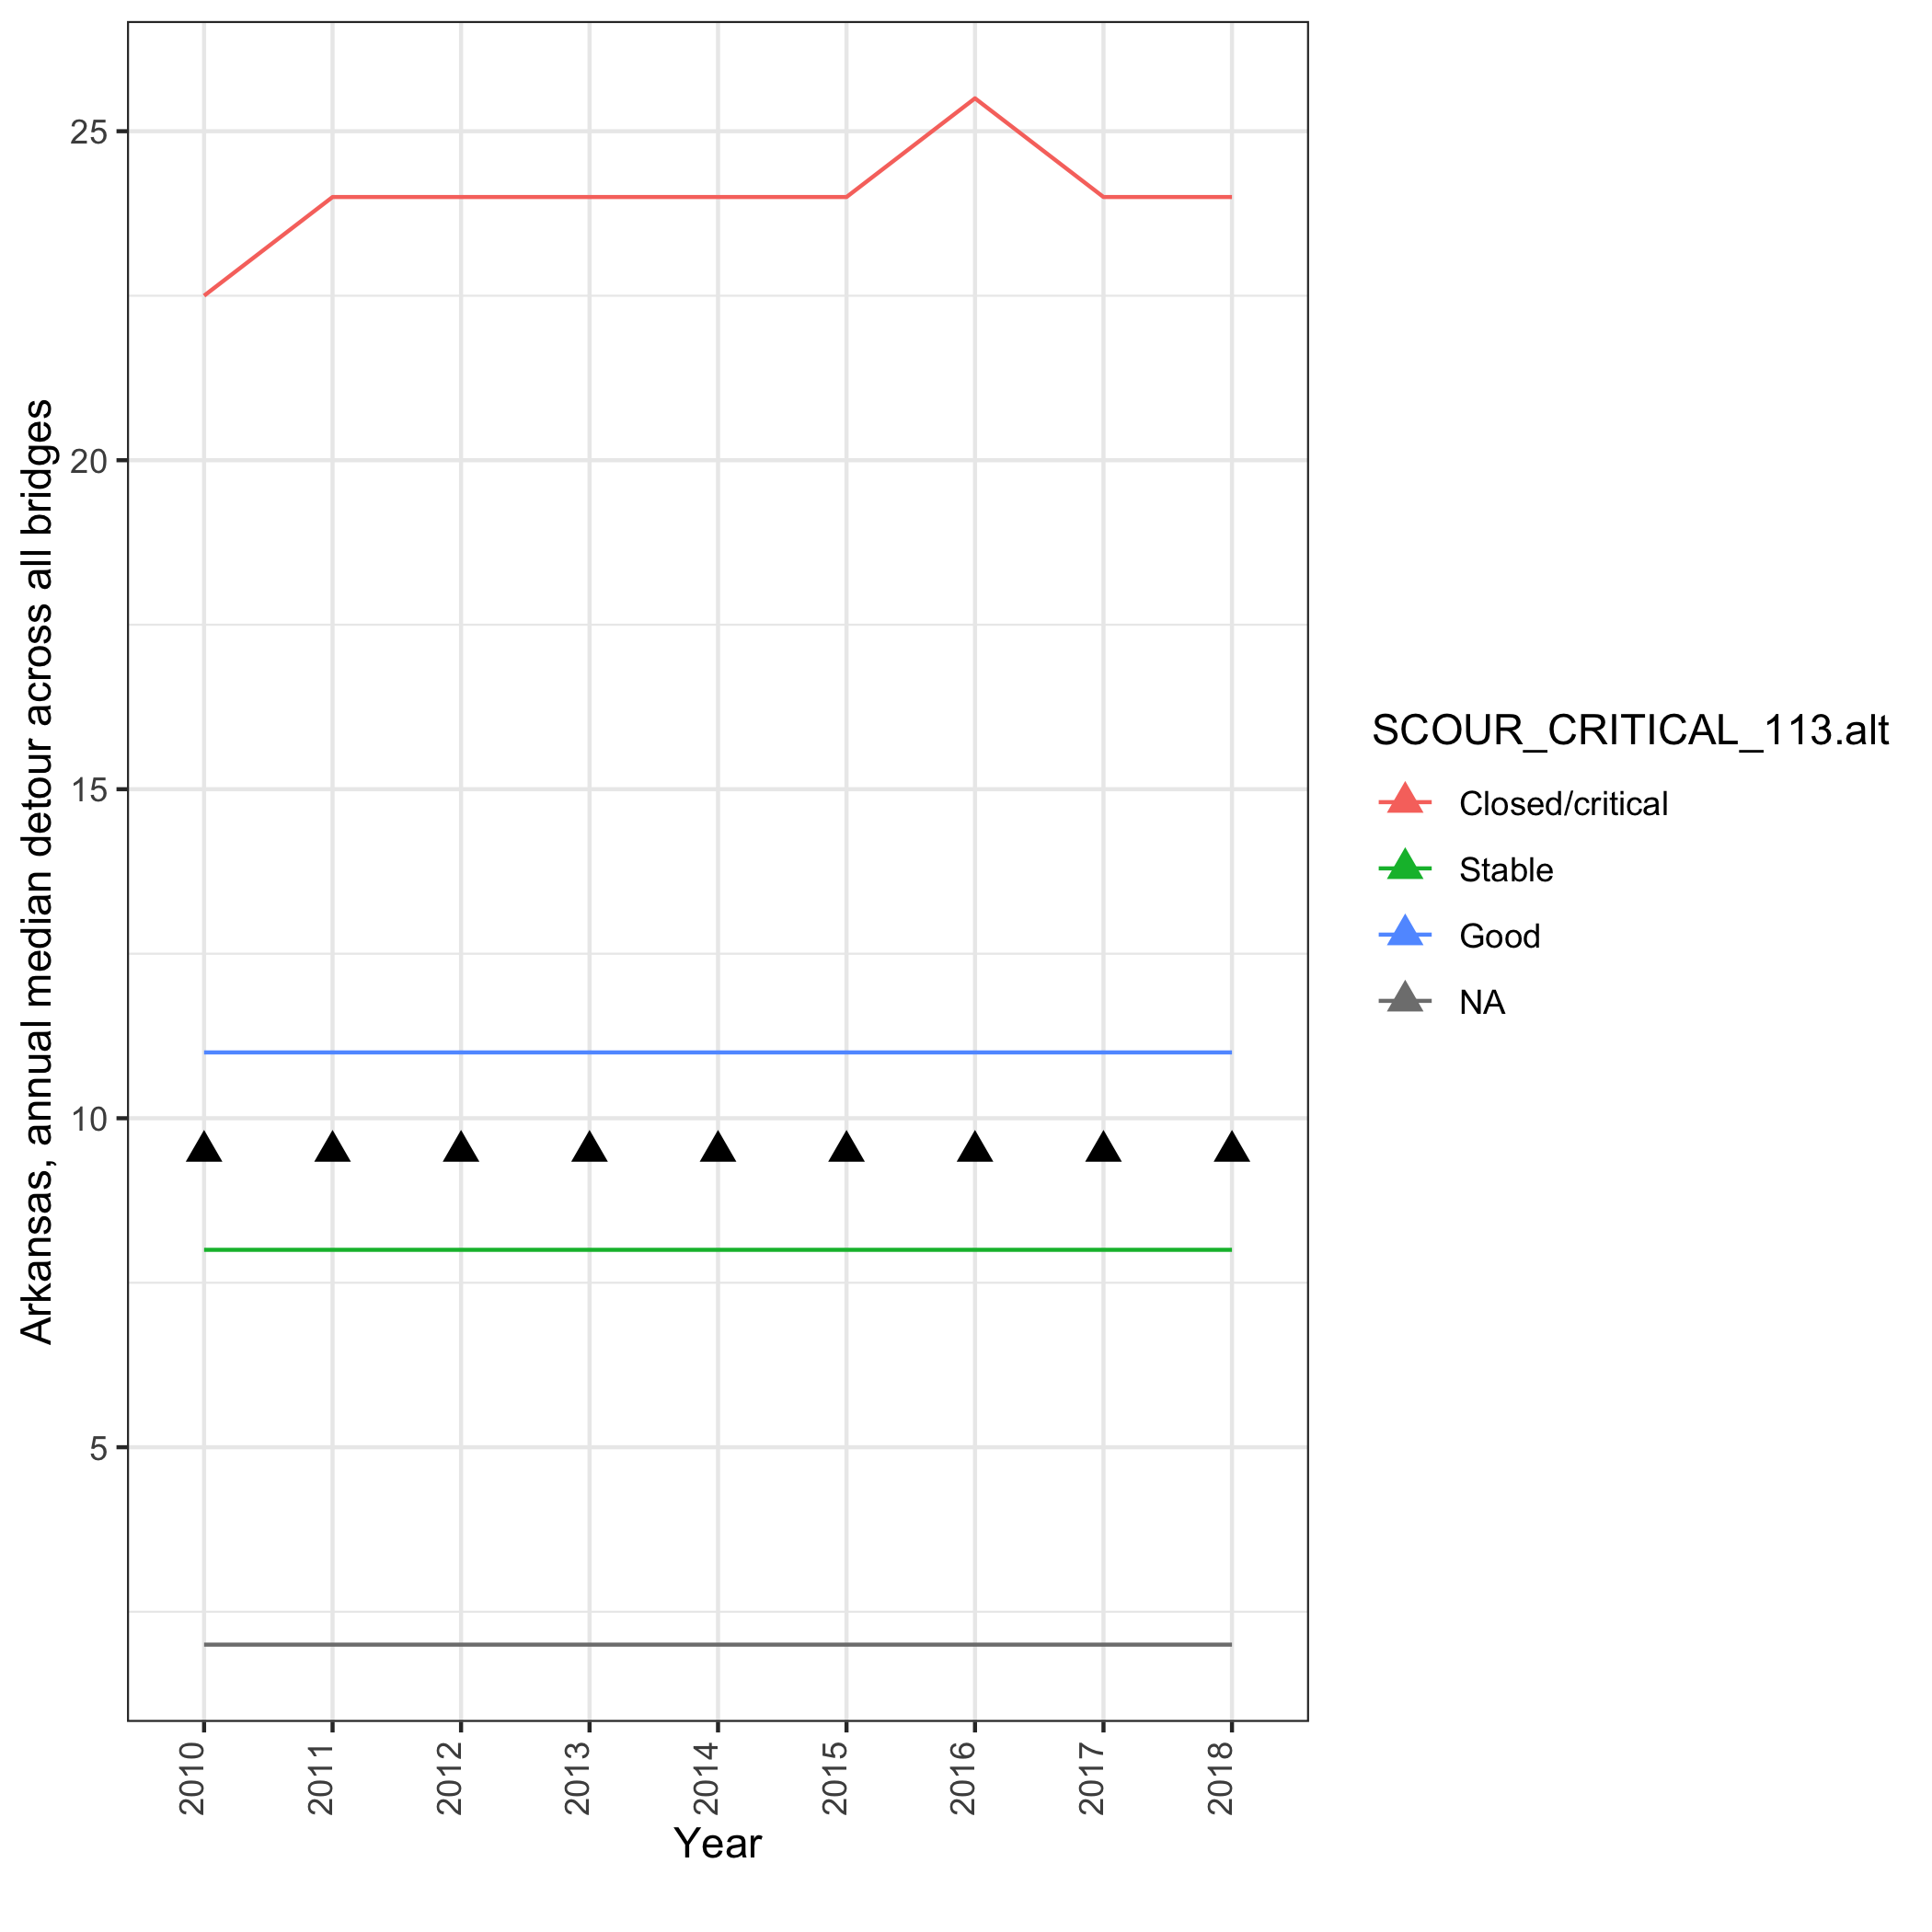 Arkansas, annual median detour across all bridges
25
20
15
10
5
2010
2011
2012
2013
2014
2015
2016
2017
2018
Year
SCOUR_CRITICAL_113.alt
Closed/critical
Stable
Good
NA